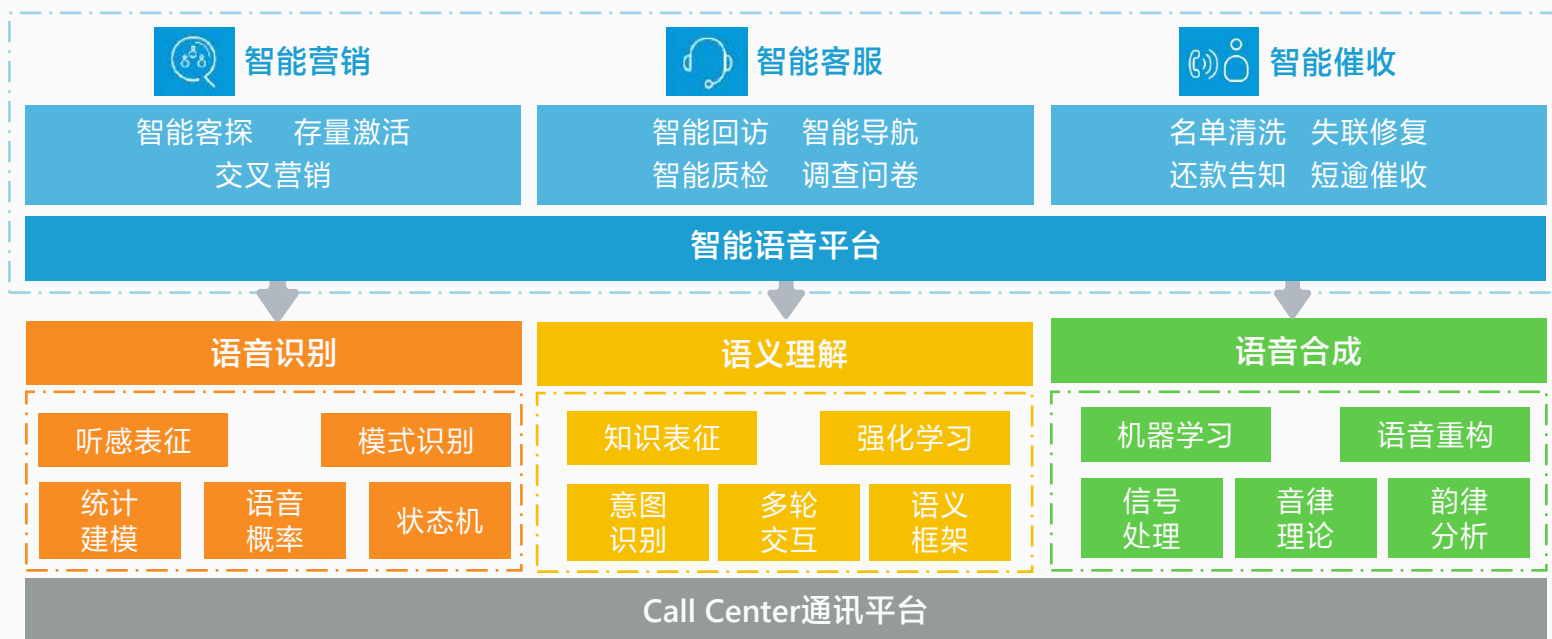 智能营销
智能客服
智能催收
智能客探 存量激活
交叉营销
智能回访 智能导航
智能质检 调查问卷
名单清洗 失联修复
还款告知 短逾催收
智能语音平台
语音识别
语义理解
语音合成
听感表征
模式识别
统计
建模
语音
概率
状态机
知识表征
强化学习
意图
识别
多轮
交互
语义
框架
机器学习
语音重构
信号
处理
音律
理论
韵律
分析
Call Center通讯平台